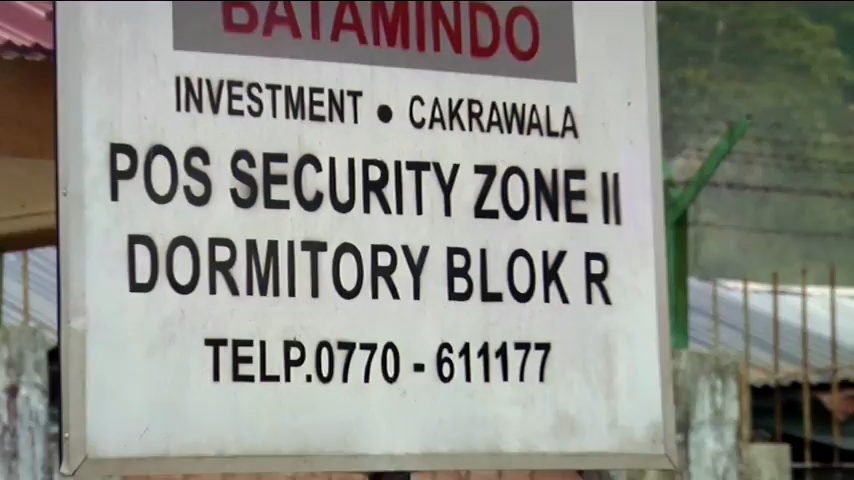 BATAMINDO
INVESTMENT • CAKRAWALA
POS SECURITY ZONE II
DORMITORY BLOK R
TELP.0770 - 611177